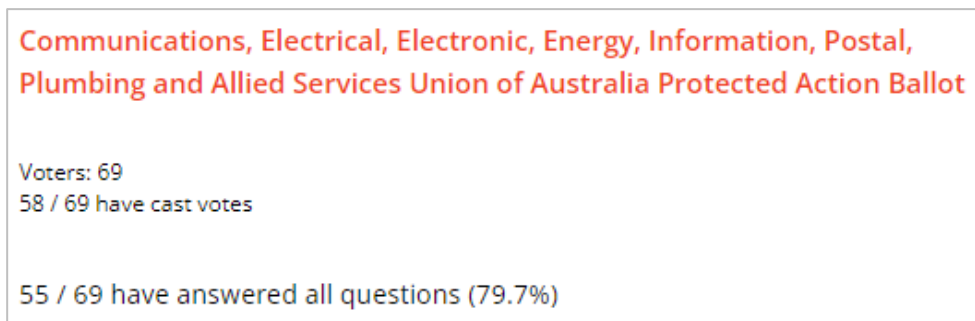 Communications, Electrical, Electronic, Energy, Information, Postal,
Plumbing and Allied Services Union of Australia Protected Action Ballot
Voters: 69
58 / 69 have cast votes
55 / 69 have answered all questions (79.7%)